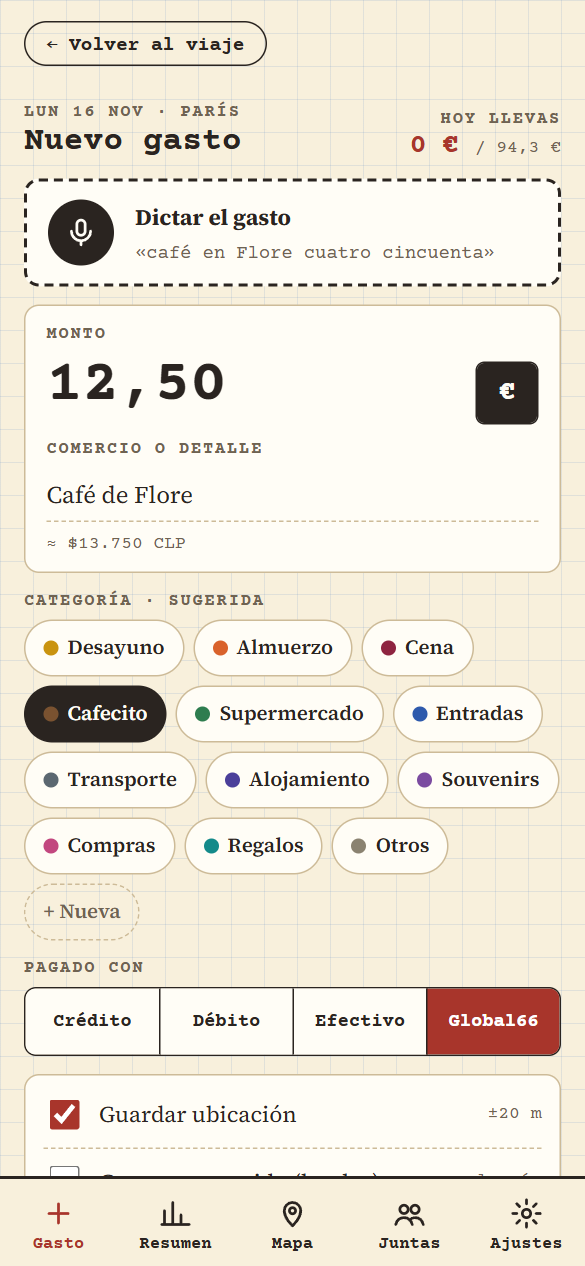 ← Volver al viaje
LUN 16 NOV · PARÍS
Nuevo gasto
HOY LLEVAS
0 € / 94,3 €
Dictar el gasto
«café en Flore cuatro cincuenta»
MONTO
12,50
€
COMERCIO O DETALLE
Café de Flore
≈ $13.750 CLP
CATEGORÍA · SUGERIDA
Desayuno
Almuerzo
Cena
Cafecito
Supermercado
Entradas
Transporte
Alojamiento
Souvenirs
Compras
Regalos
Otros
+ Nueva
PAGADO CON
Crédito
Débito
Efectivo
Global66
Guardar ubicación
±20 m
Gasto
Resumen
Mapa
Juntas
Ajustes